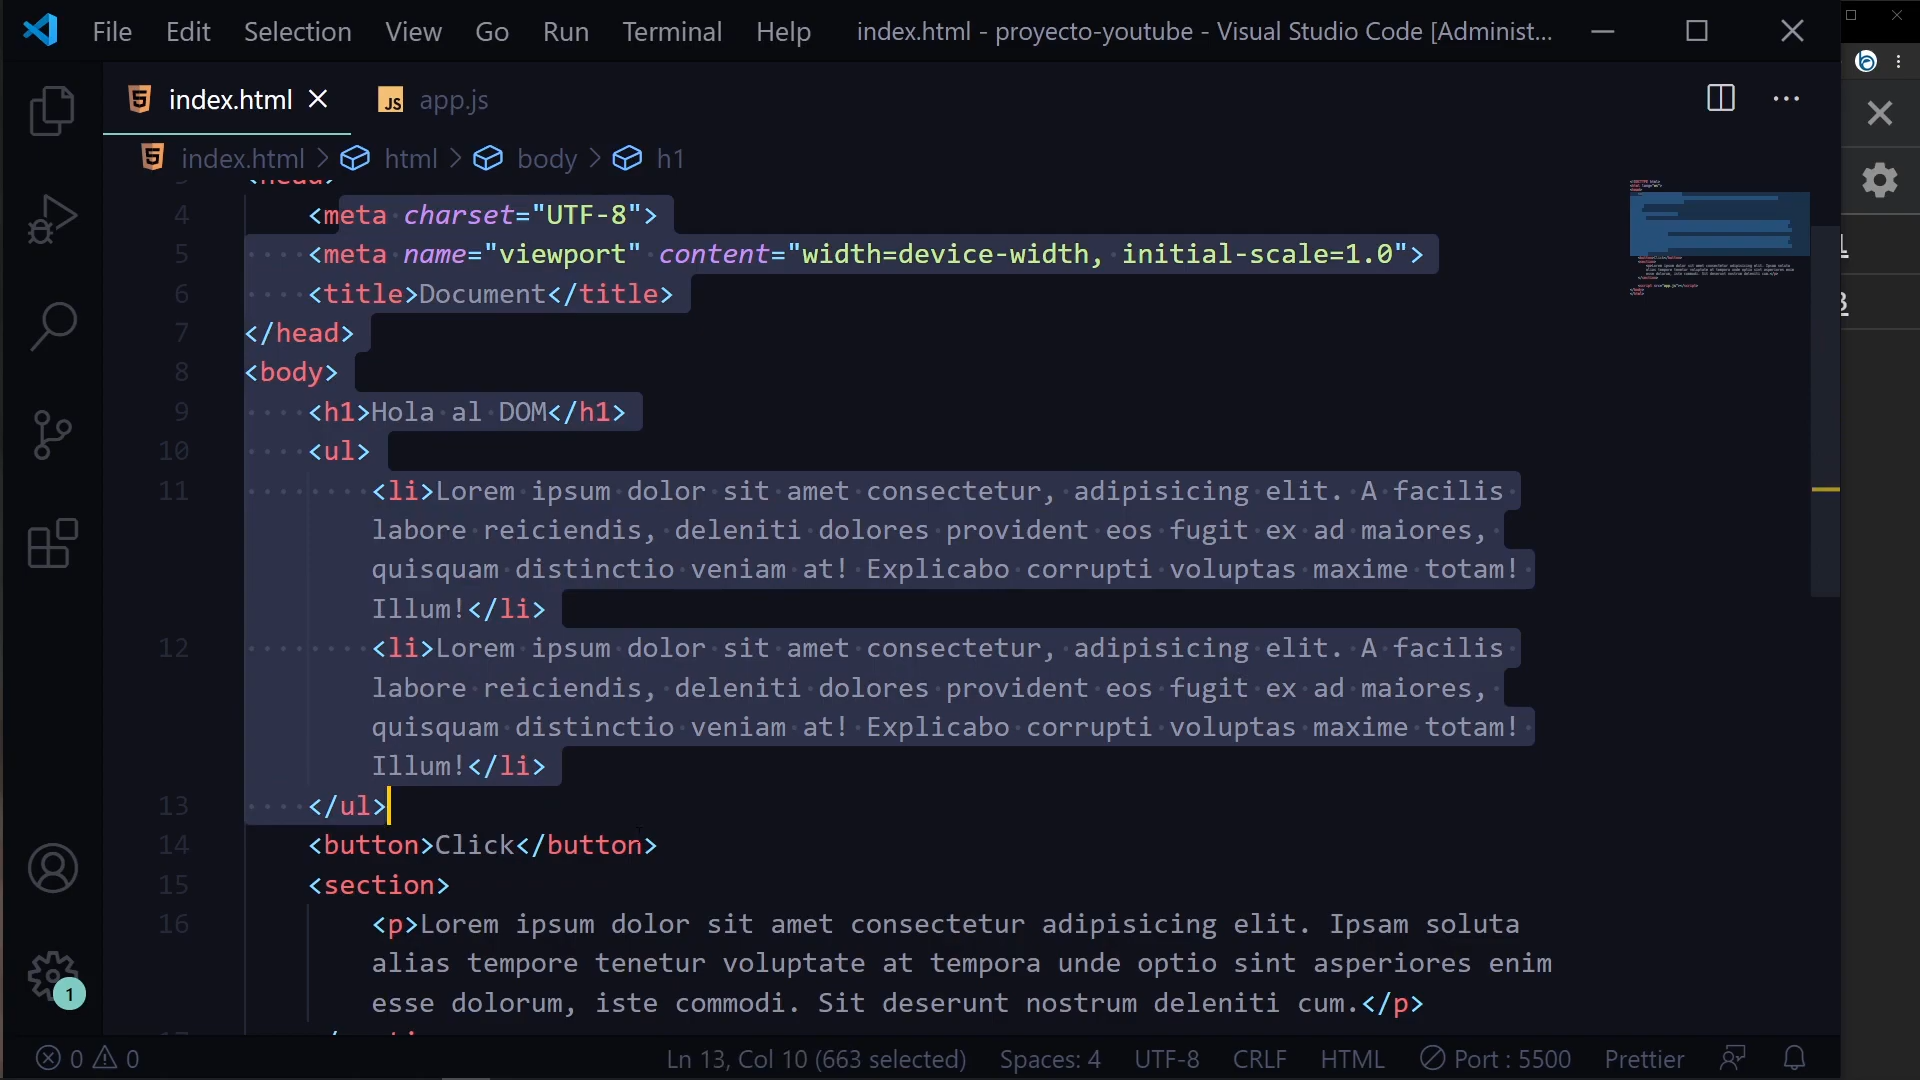 File Edit Selection View Go Run Terminal Help index.html - proyecto-youtube - Visual Studio Code [Administ...
index.html JS app.js
index.html > html > body > h1
4 <meta charset="UTF-8">
5 <meta name="viewport" content="width=device-width, initial-scale=1.0">
6 <title>Document</title>
7 </head>
8 <body>
9 <h1>Hola al DOM</h1>
10 <ul>
11 <li>Lorem ipsum dolor sit amet consectetur, adipisicing elit. A facilis
labore reiciendis, deleniti dolores provident eos fugit ex ad maiores,
quisquam distinctio veniam at! Explicabo corrupti voluptas maxime totam!
Illum!</li>
12 <li>Lorem ipsum dolor sit amet consectetur, adipisicing elit. A facilis
labore reiciendis, deleniti dolores provident eos fugit ex ad maiores,
quisquam distinctio veniam at! Explicabo corrupti voluptas maxime totam!
Illum!</li>
13 </ul>
14 <button>Click</button>
15 <section>
16 <p>Lorem ipsum dolor sit amet consectetur adipisicing elit. Ipsam soluta
alias tempore tenetur voluptate at tempora unde optio sint asperiores enim
esse dolorum, iste commodi. Sit deserunt nostrum deleniti cum.</p>
1
0 0 Ln 13, Col 10 (663 selected) Spaces: 4 UTF-8 CRLF HTML Port : 5500 Prettier